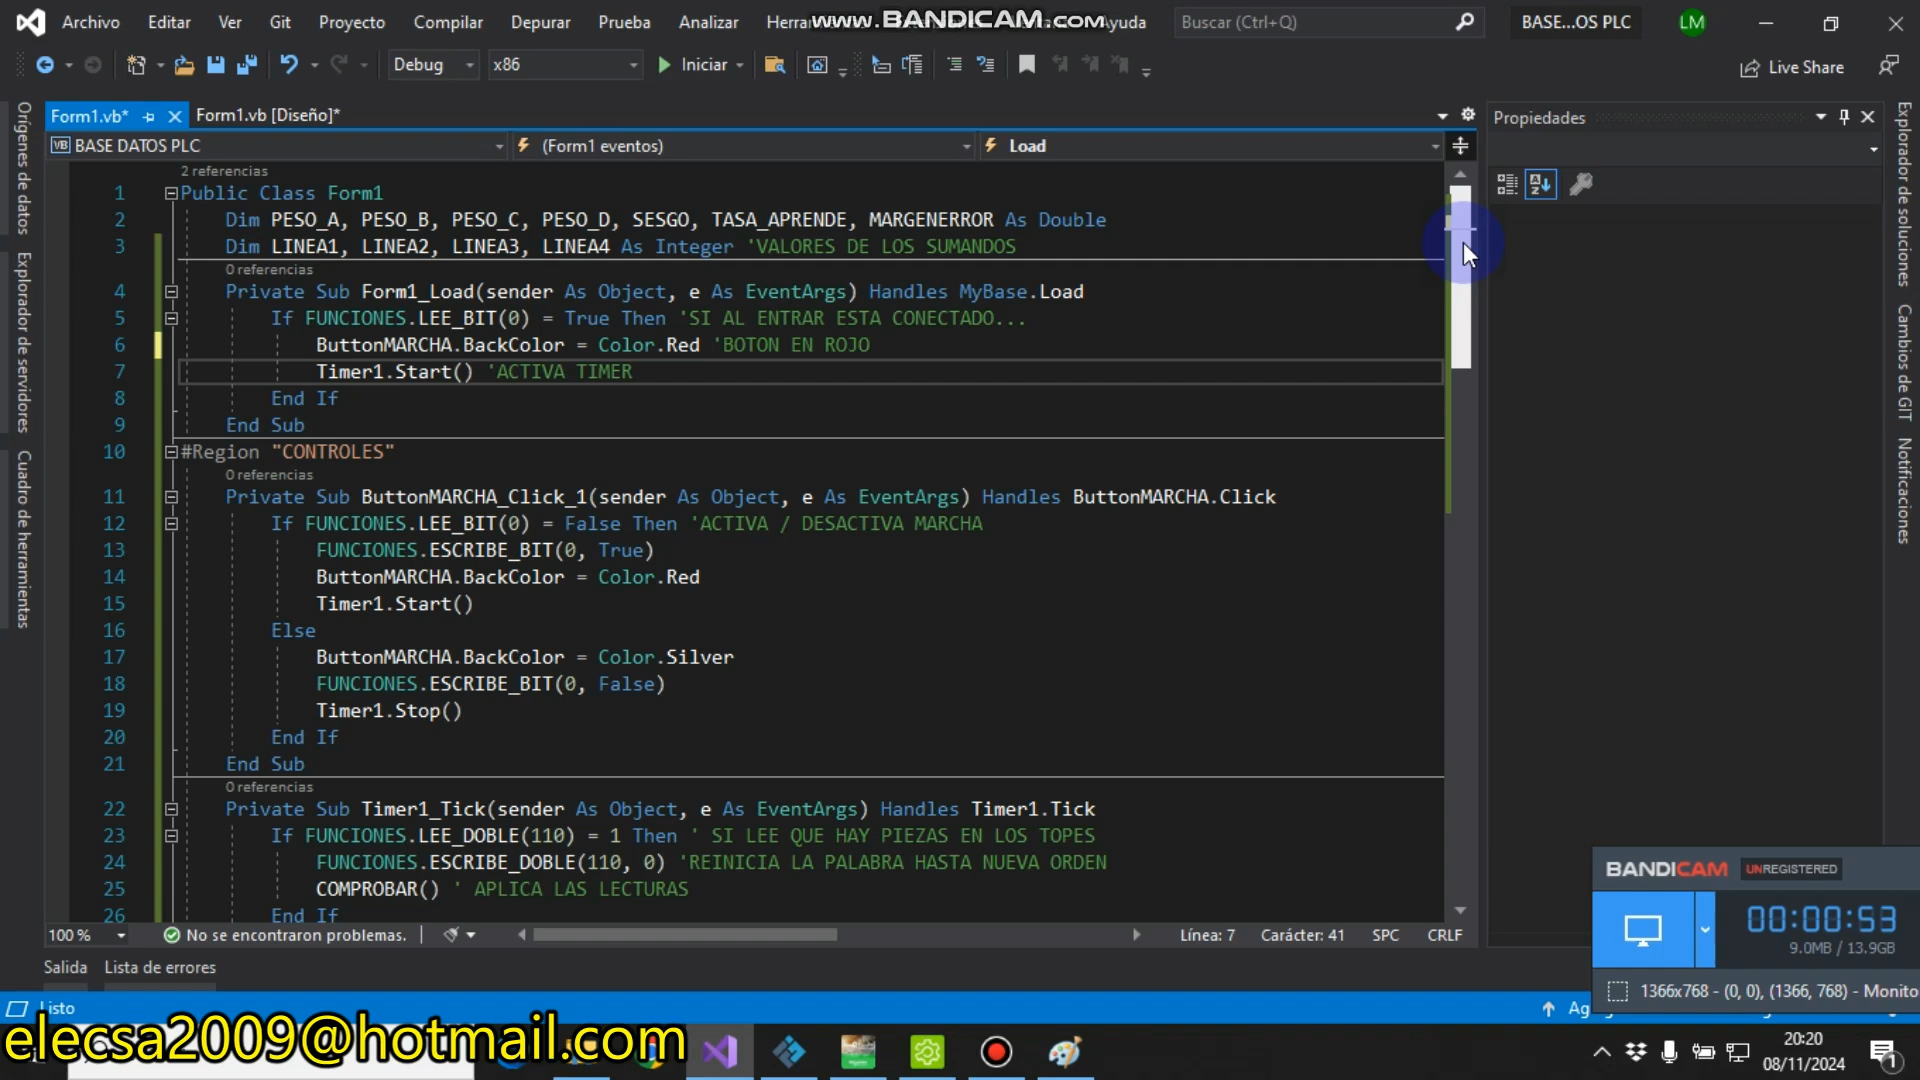 Archivo Editar Ver Git Proyecto Compilar Depurar Prueba Analizar Herra www.BANDICAM.com yuda Buscar (Ctrl+Q) BASE...OS PLC LM
Debug x86 Iniciar Live Share
Form1.vb* Form1.vb [Diseño]* Propiedades
BASE DATOS PLC (Form1 eventos) Load
2 referencias
1 Public Class Form1
2 Dim PESO_A, PESO_B, PESO_C, PESO_D, SESGO, TASA_APRENDE, MARGENERROR As Double
3 Dim LINEA1, LINEA2, LINEA3, LINEA4 As Integer 'VALORES DE LOS SUMANDOS
0 referencias
4 Private Sub Form1_Load(sender As Object, e As EventArgs) Handles MyBase.Load
5 If FUNCIONES.LEE_BIT(0) = True Then 'SI AL ENTRAR ESTA CONECTADO...
6 ButtonMARCHA.BackColor = Color.Red 'BOTON EN ROJO
7 Timer1.Start() 'ACTIVA TIMER
8 End If
9 End Sub
10 #Region "CONTROLES"
0 referencias
11 Private Sub ButtonMARCHA_Click_1(sender As Object, e As EventArgs) Handles ButtonMARCHA.Click
12 If FUNCIONES.LEE_BIT(0) = False Then 'ACTIVA / DESACTIVA MARCHA
13 FUNCIONES.ESCRIBE_BIT(0, True)
14 ButtonMARCHA.BackColor = Color.Red
15 Timer1.Start()
16 Else
17 ButtonMARCHA.BackColor = Color.Silver
18 FUNCIONES.ESCRIBE_BIT(0, False)
19 Timer1.Stop()
20 End If
21 End Sub
0 referencias
22 Private Sub Timer1_Tick(sender As Object, e As EventArgs) Handles Timer1.Tick
23 If FUNCIONES.LEE_DOBLE(110) = 1 Then ' SI LEE QUE HAY PIEZAS EN LOS TOPES
24 FUNCIONES.ESCRIBE_DOBLE(110, 0) 'REINICIA LA PALABRA HASTA NUEVA ORDEN
25 COMPROBAR() ' APLICA LAS LECTURAS
26 End If
100 % No se encontraron problemas. Línea: 7 Carácter: 41 SPC CRLF
Salida Lista de errores
Listo
Orígenes de datos
Explorador de servidores
Cuadro de herramientas
Explorador de soluciones
Cambios de GIT
Notificaciones
BANDICAM UNREGISTERED
00:00:53
9.0MB / 13.9GB
1366x768 - (0, 0), (1366, 768) - Monito
elecsa2009@hotmail.com
20:20
08/11/2024
1